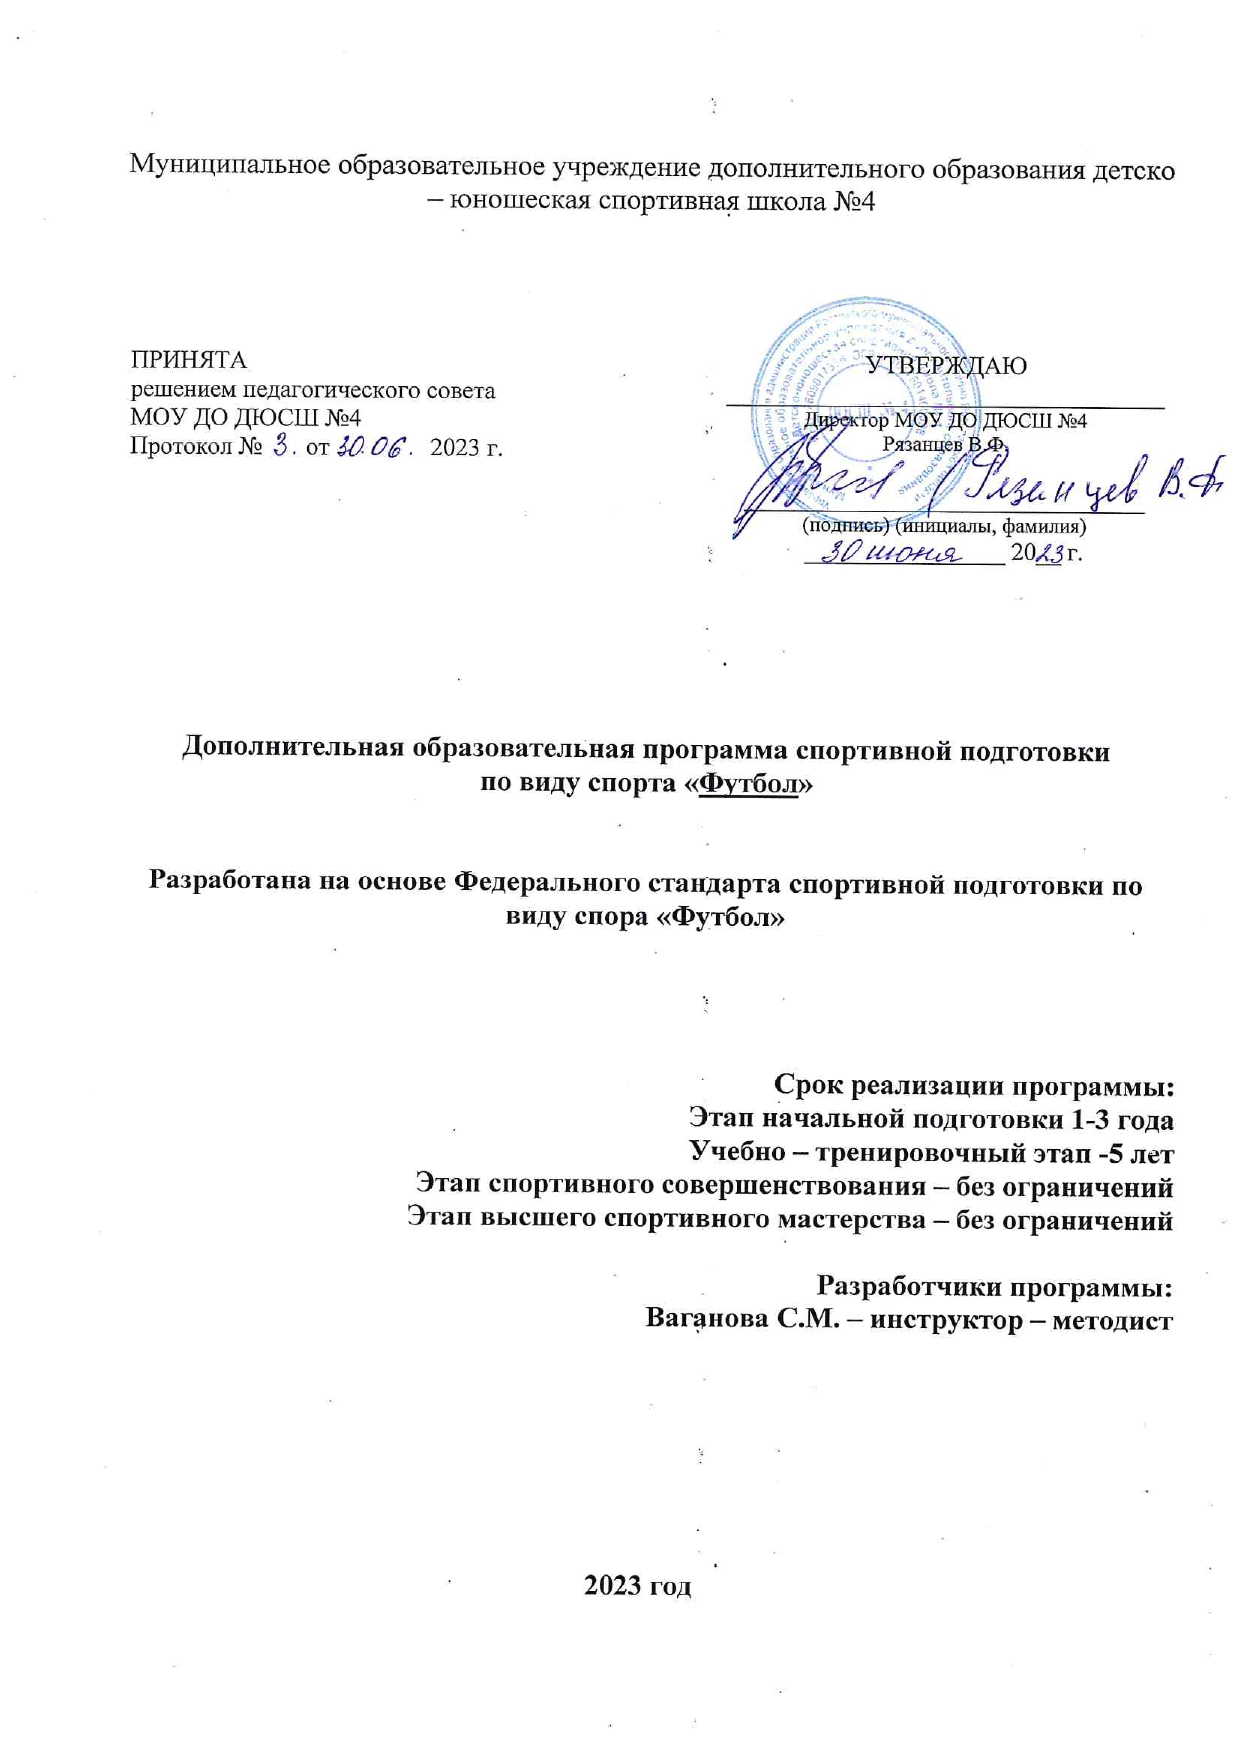 Муниципальное образовательное учреждение дополнительного образования детско
– юношеская спортивная школа №4
ПРИНЯТА
решением педагогического совета
МОУ ДО ДЮСШ №4
Протокол № 3. от 30.06. 2023 г.
УТВЕРЖДАЮ
Директор МОУ ДО ДЮСШ №4
Рязанцев В.Ф.
Рязанцев В.Ф
(подпись) (инициалы, фамилия)
30 июня 2023 г.
Дополнительная образовательная программа спортивной подготовки
по виду спорта «Футбол»
Разработана на основе Федерального стандарта спортивной подготовки по
виду спора «Футбол»
Срок реализации программы:
Этап начальной подготовки 1-3 года
Учебно – тренировочный этап -5 лет
Этап спортивного совершенствования – без ограничений
Этап высшего спортивного мастерства – без ограничений
Разработчики программы:
Ваганова С.М. – инструктор – методист
2023 год